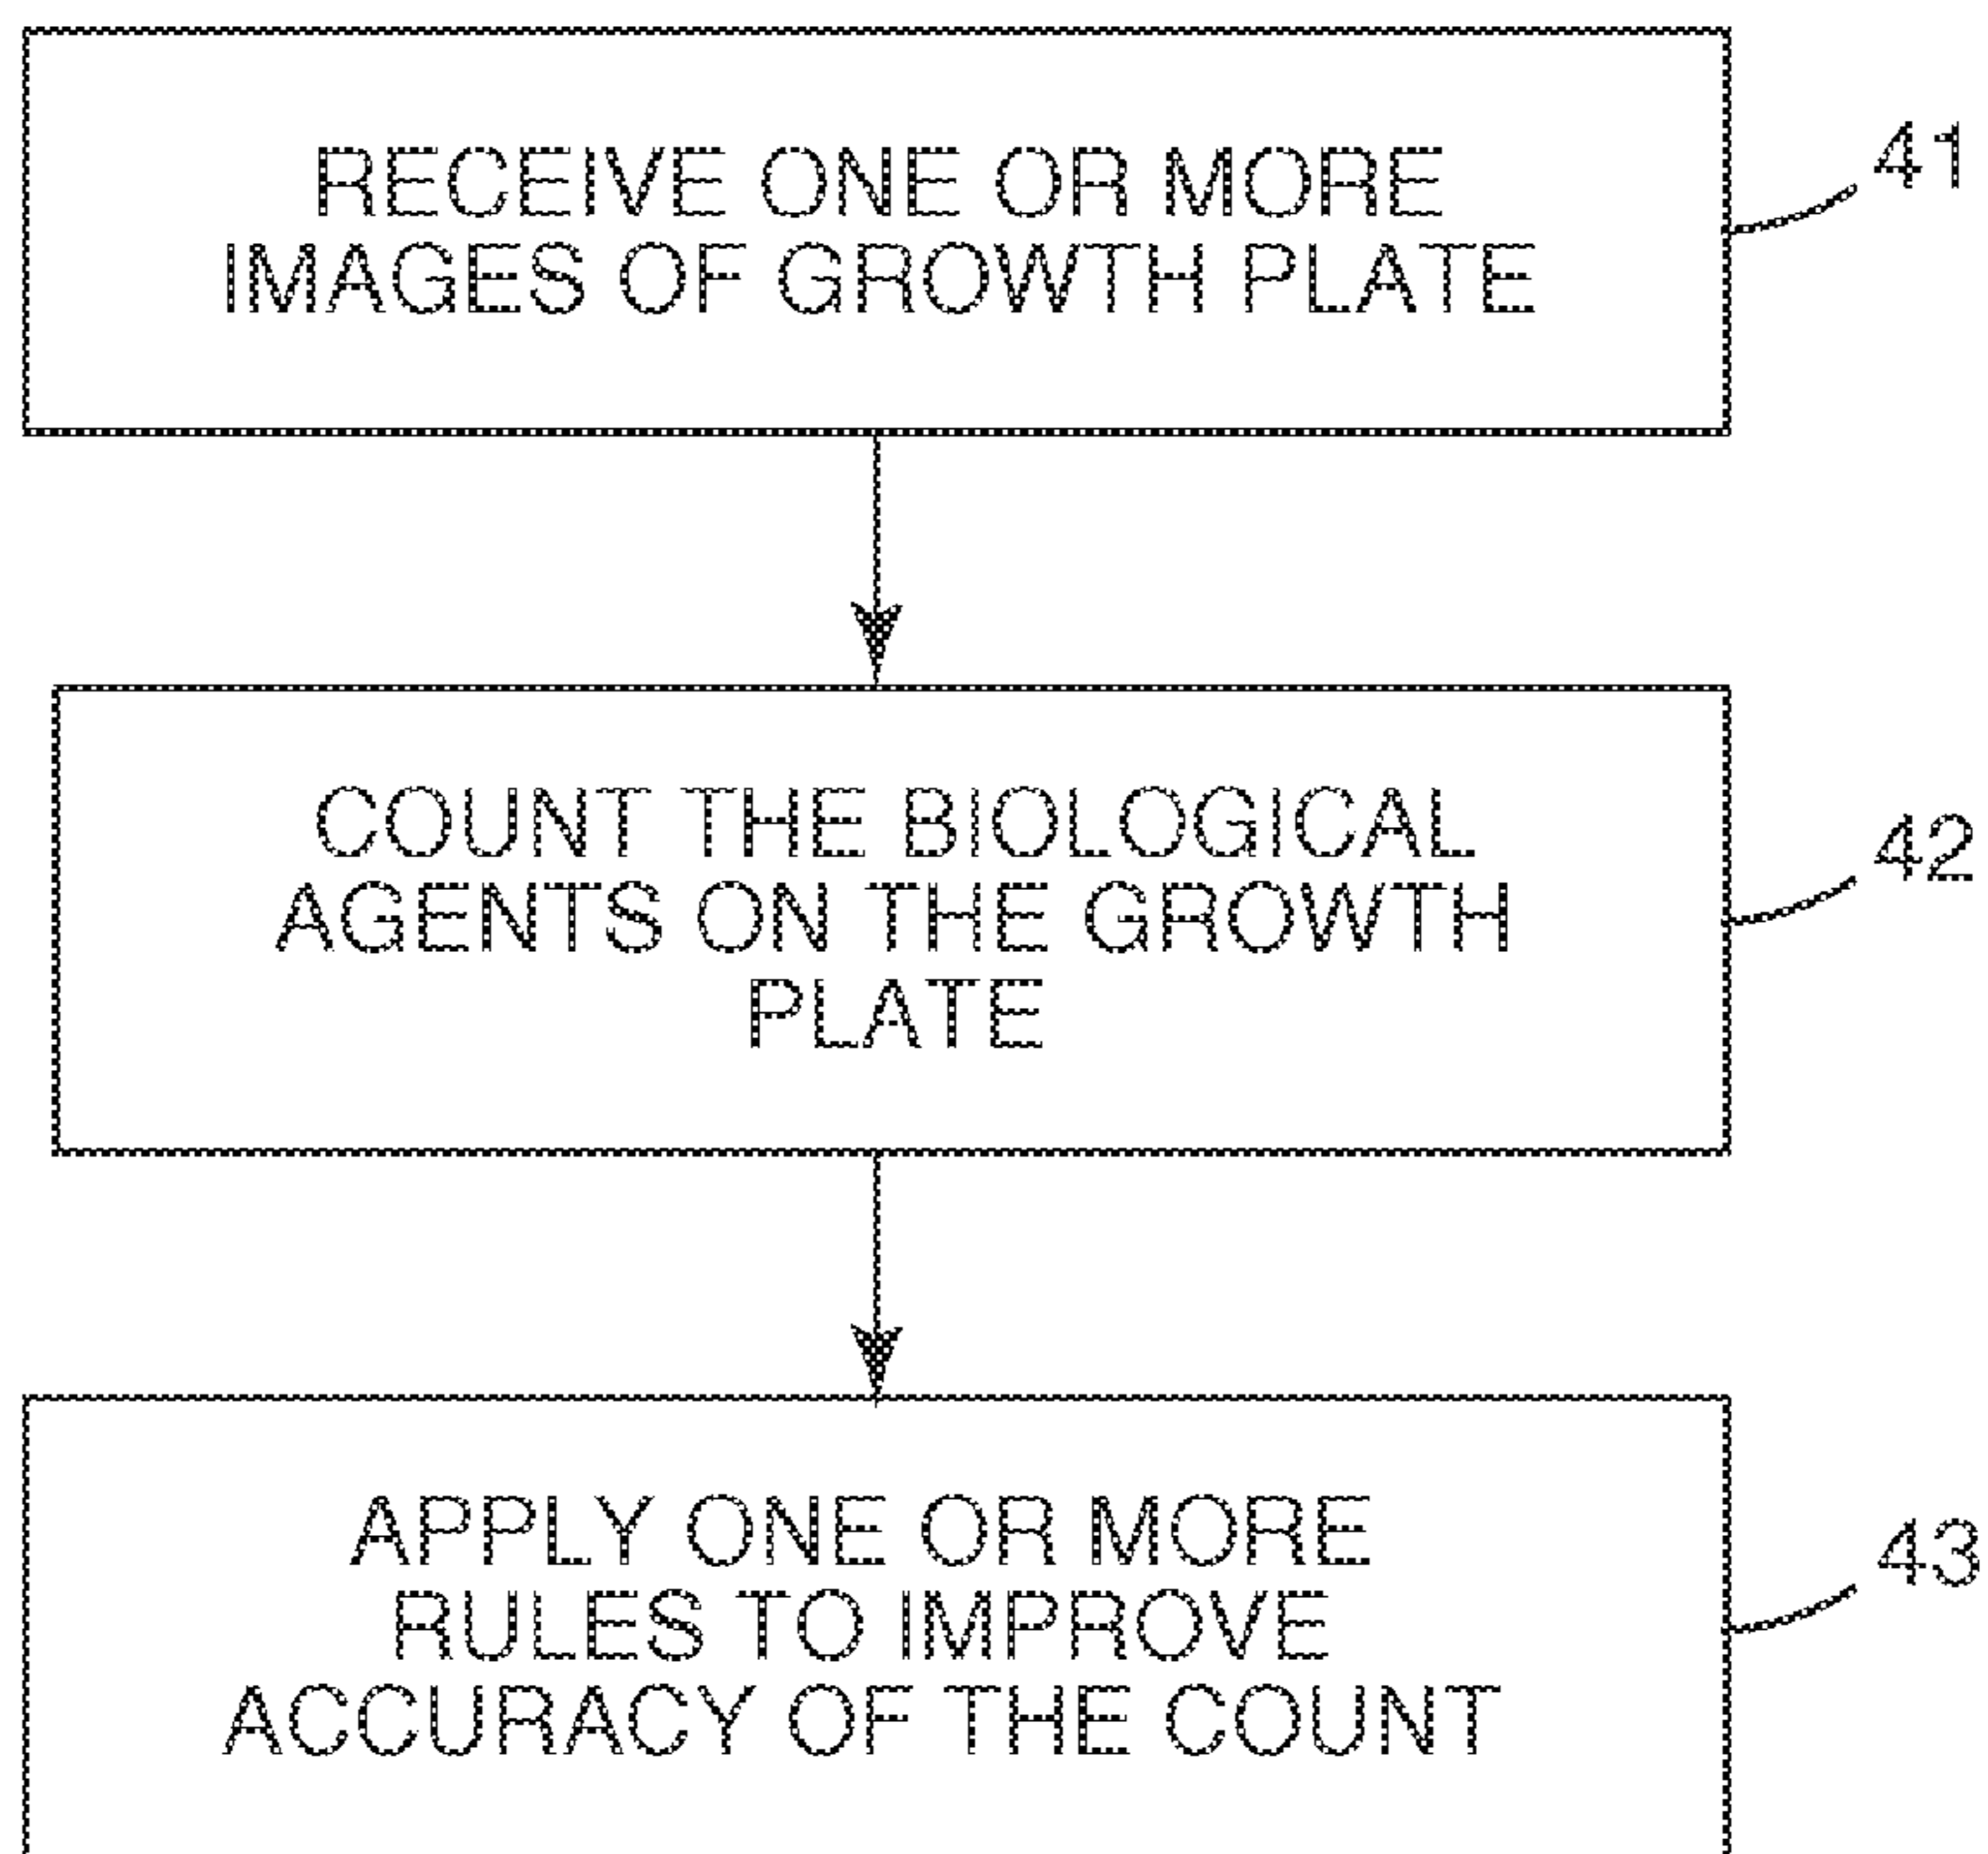 RECEIVE ONE OR MORE
IMAGES OF GROWTH PLATE
41
COUNT THE BIOLOGICAL
AGENTS ON THE GROWTH
PLATE
42
APPLY ONE OR MORE
RULES TO IMPROVE
ACCURACY OF THE COUNT
43